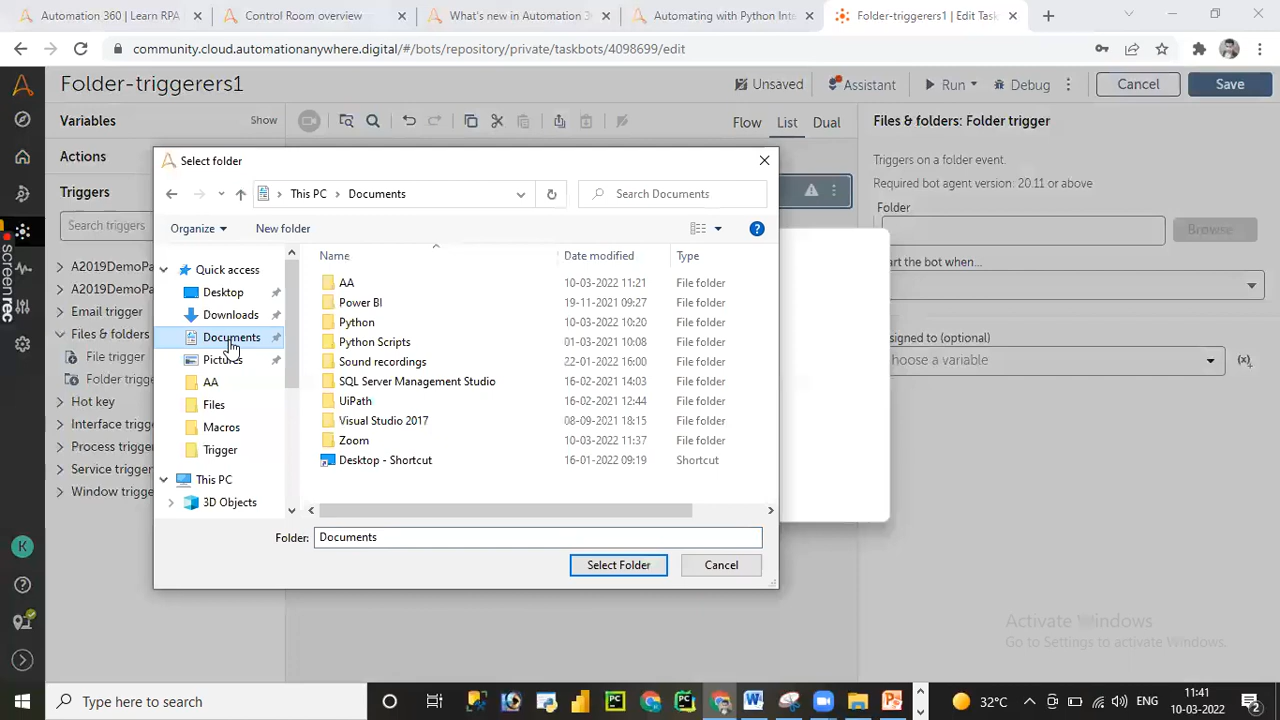 Automation 360 | Learn RPA
Control Room overview
What's new in Automation 3
Automating with Python Inte
Folder-triggerers1 | Edit Task
community.cloud.automationanywhere.digital/#/bots/repository/private/taskbots/4098699/edit
Folder-triggerers1
Unsaved
Assistant
Run
Debug
Cancel
Save
Variables
Show
Flow
List
Dual
Files & folders: Folder trigger
Actions
Triggers on a folder event.
Required bot agent version: 20.11 or above
Triggers
Search triggers
Folder
Browse
A2019DemoPa
A2019DemoPa
Email trigger
Files & folders
File trigger
Folder trigge
Hot key
Interface trigg
Process trigge
Service trigger
Window trigge
art the bot when...
signed to (optional)
hoose a variable
(x)
Select folder
This PC
Documents
Search Documents
Organize
New folder
Name
Date modified
Type
Quick access
Desktop
Downloads
Documents
Pictures
AA
Files
Macros
Trigger
This PC
3D Objects
AA 10-03-2022 11:21 File folder
Power BI 19-11-2021 09:27 File folder
Python 10-03-2022 10:20 File folder
Python Scripts 01-03-2021 10:08 File folder
Sound recordings 22-01-2022 16:00 File folder
SQL Server Management Studio 16-02-2021 14:03 File folder
UiPath 16-02-2021 12:44 File folder
Visual Studio 2017 08-09-2021 18:15 File folder
Zoom 10-03-2022 11:37 File folder
Desktop - Shortcut 16-01-2022 09:19 Shortcut
Folder:
Documents
Select Folder
Cancel
screenrec
K
Activate Windows
Go to Settings to activate Windows.
Type here to search
PC
PC
W
P
32°C
ENG
11:41
10-03-2022
2